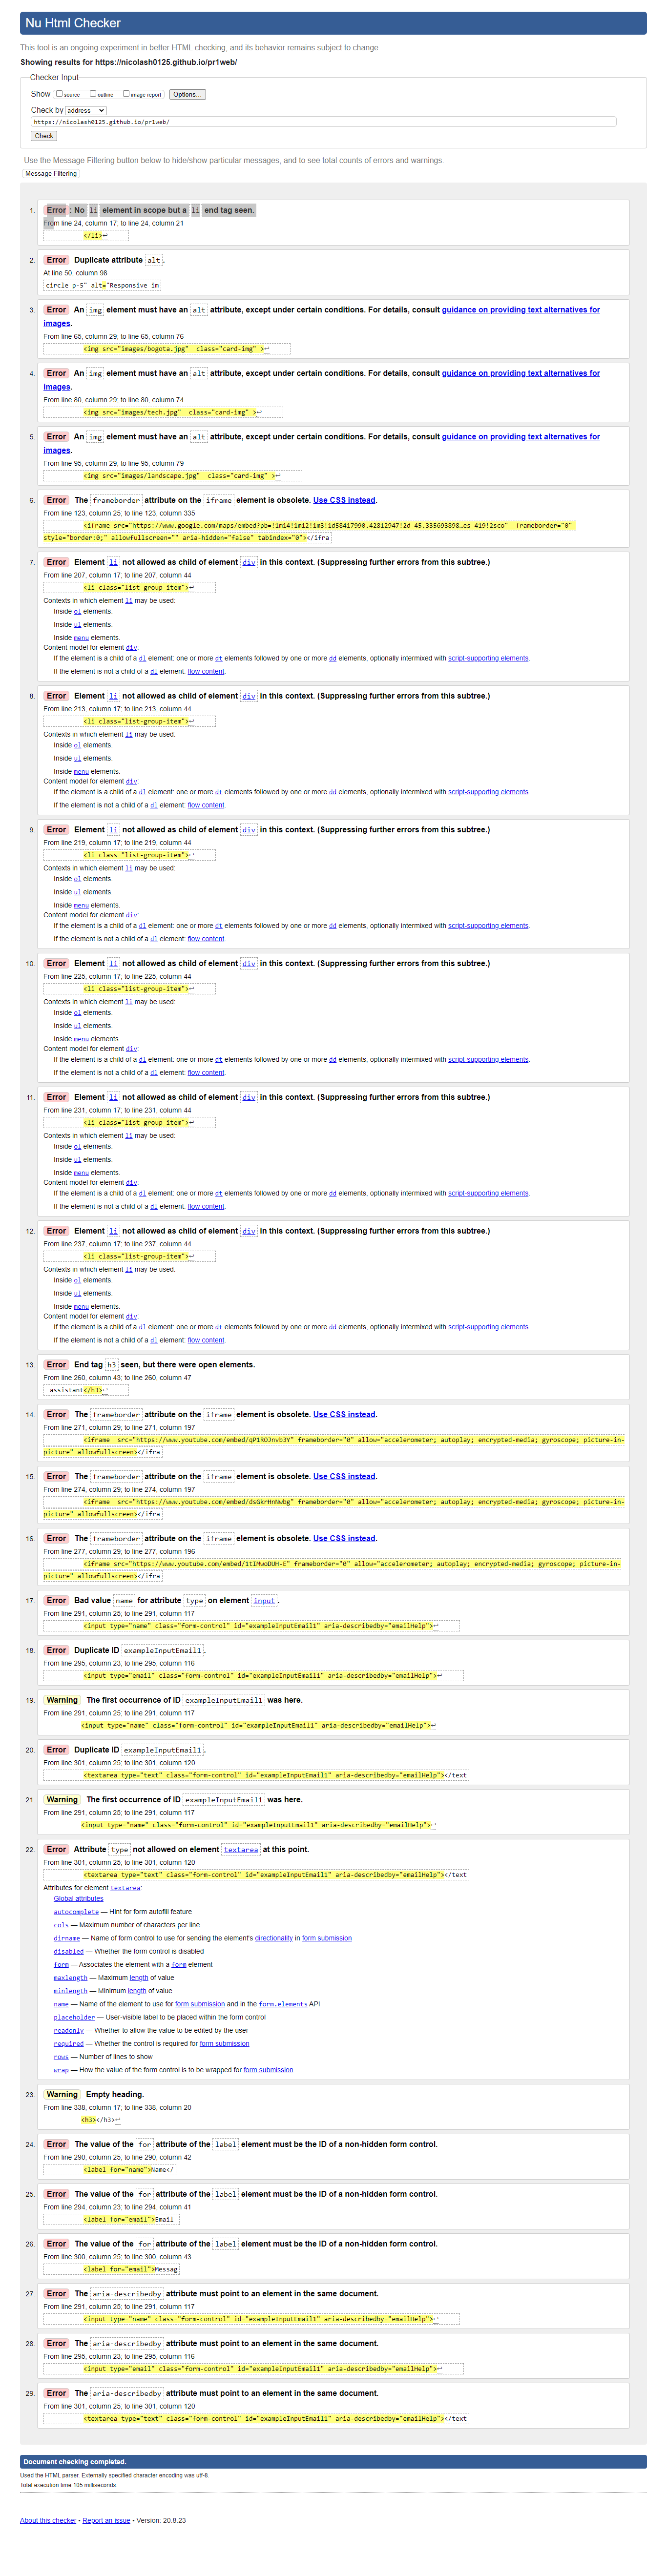 Nu Html Checker
This tool is an ongoing experiment in better HTML checking, and its behavior remains subject to change
Showing results for https://nicolash0125.github.io/pr1web/
Checker Input
Show source outline image report Options...
Check by address
https://nicolash0125.github.io/pr1web/
Check
Use the Message Filtering button below to hide/show particular messages, and to see total counts of errors and warnings.
Message Filtering
1. Error: No li element in scope but a li end tag seen.
From line 24, column 17; to line 24, column 21
</li>↩
2. Error Duplicate attribute alt.
At line 50, column 98
circle p-5" alt="Responsive im
3. Error An img element must have an alt attribute, except under certain conditions. For details, consult guidance on providing text alternatives for
images.
From line 65, column 29; to line 65, column 76
<img src="images/bogota.jpg"  class="card-img" >↩
4. Error An img element must have an alt attribute, except under certain conditions. For details, consult guidance on providing text alternatives for
images.
From line 80, column 29; to line 80, column 74
<img src="images/tech.jpg"  class="card-img" >↩
5. Error An img element must have an alt attribute, except under certain conditions. For details, consult guidance on providing text alternatives for
images.
From line 95, column 29; to line 95, column 79
<img src="images/landscape.jpg"  class="card-img" >↩
6. Error The frameborder attribute on the iframe element is obsolete. Use CSS instead.
From line 123, column 25; to line 123, column 335
<iframe src="https://www.google.com/maps/embed?pb=!1m14!1m12!1m3!1d58417990.42812947!2d-45.335693898…es-419!2sco"  frameborder="0"
style="border:0;" allowfullscreen="" aria-hidden="false" tabindex="0"></ifra
7. Error Element li not allowed as child of element div in this context. (Suppressing further errors from this subtree.)
From line 207, column 17; to line 207, column 44
<li class="list-group-item">↩
Contexts in which element li may be used:
Inside ol elements.
Inside ul elements.
Inside menu elements.
Content model for element div:
If the element is a child of a dl element: one or more dt elements followed by one or more dd elements, optionally intermixed with script-supporting elements.
If the element is not a child of a dl element: flow content.
8. Error Element li not allowed as child of element div in this context. (Suppressing further errors from this subtree.)
From line 213, column 17; to line 213, column 44
<li class="list-group-item">↩
Contexts in which element li may be used:
Inside ol elements.
Inside ul elements.
Inside menu elements.
Content model for element div:
If the element is a child of a dl element: one or more dt elements followed by one or more dd elements, optionally intermixed with script-supporting elements.
If the element is not a child of a dl element: flow content.
9. Error Element li not allowed as child of element div in this context. (Suppressing further errors from this subtree.)
From line 219, column 17; to line 219, column 44
<li class="list-group-item">↩
Contexts in which element li may be used:
Inside ol elements.
Inside ul elements.
Inside menu elements.
Content model for element div:
If the element is a child of a dl element: one or more dt elements followed by one or more dd elements, optionally intermixed with script-supporting elements.
If the element is not a child of a dl element: flow content.
10. Error Element li not allowed as child of element div in this context. (Suppressing further errors from this subtree.)
From line 225, column 17; to line 225, column 44
<li class="list-group-item">↩
Contexts in which element li may be used:
Inside ol elements.
Inside ul elements.
Inside menu elements.
Content model for element div:
If the element is a child of a dl element: one or more dt elements followed by one or more dd elements, optionally intermixed with script-supporting elements.
If the element is not a child of a dl element: flow content.
11. Error Element li not allowed as child of element div in this context. (Suppressing further errors from this subtree.)
From line 231, column 17; to line 231, column 44
<li class="list-group-item">↩
Contexts in which element li may be used:
Inside ol elements.
Inside ul elements.
Inside menu elements.
Content model for element div:
If the element is a child of a dl element: one or more dt elements followed by one or more dd elements, optionally intermixed with script-supporting elements.
If the element is not a child of a dl element: flow content.
12. Error Element li not allowed as child of element div in this context. (Suppressing further errors from this subtree.)
From line 237, column 17; to line 237, column 44
<li class="list-group-item">↩
Contexts in which element li may be used:
Inside ol elements.
Inside ul elements.
Inside menu elements.
Content model for element div:
If the element is a child of a dl element: one or more dt elements followed by one or more dd elements, optionally intermixed with script-supporting elements.
If the element is not a child of a dl element: flow content.
13. Error End tag h3 seen, but there were open elements.
From line 260, column 43; to line 260, column 47
assistant</h3>↩
14. Error The frameborder attribute on the iframe element is obsolete. Use CSS instead.
From line 271, column 29; to line 271, column 197
<iframe  src="https://www.youtube.com/embed/qP1RO3nvb3Y" frameborder="0" allow="accelerometer; autoplay; encrypted-media; gyroscope; picture-in-
picture" allowfullscreen></ifra
15. Error The frameborder attribute on the iframe element is obsolete. Use CSS instead.
From line 274, column 29; to line 274, column 197
<iframe  src="https://www.youtube.com/embed/dsGkrHnNwbg" frameborder="0" allow="accelerometer; autoplay; encrypted-media; gyroscope; picture-in-
picture" allowfullscreen></ifra
16. Error The frameborder attribute on the iframe element is obsolete. Use CSS instead.
From line 277, column 29; to line 277, column 196
<iframe src="https://www.youtube.com/embed/1tIMwoDUH-E" frameborder="0" allow="accelerometer; autoplay; encrypted-media; gyroscope; picture-in-
picture" allowfullscreen></ifra
17. Error Bad value name for attribute type on element input.
From line 291, column 25; to line 291, column 117
<input type="name" class="form-control" id="exampleInputEmail1" aria-describedby="emailHelp">↩
18. Error Duplicate ID exampleInputEmail1.
From line 295, column 23; to line 295, column 116
<input type="email" class="form-control" id="exampleInputEmail1" aria-describedby="emailHelp">↩
19. Warning The first occurrence of ID exampleInputEmail1 was here.
From line 291, column 25; to line 291, column 117
<input type="name" class="form-control" id="exampleInputEmail1" aria-describedby="emailHelp">↩
20. Error Duplicate ID exampleInputEmail1.
From line 301, column 25; to line 301, column 120
<textarea type="text" class="form-control" id="exampleInputEmail1" aria-describedby="emailHelp"></text
21. Warning The first occurrence of ID exampleInputEmail1 was here.
From line 291, column 25; to line 291, column 117
<input type="name" class="form-control" id="exampleInputEmail1" aria-describedby="emailHelp">↩
22. Error Attribute type not allowed on element textarea at this point.
From line 301, column 25; to line 301, column 120
<textarea type="text" class="form-control" id="exampleInputEmail1" aria-describedby="emailHelp"></text
Attributes for element textarea:
Global attributes
autocomplete — Hint for form autofill feature
cols — Maximum number of characters per line
dirname — Name of form control to use for sending the element's directionality in form submission
disabled — Whether the form control is disabled
form — Associates the element with a form element
maxlength — Maximum length of value
minlength — Minimum length of value
name — Name of the element to use for form submission and in the form.elements API
placeholder — User-visible label to be placed within the form control
readonly — Whether to allow the value to be edited by the user
required — Whether the control is required for form submission
rows — Number of lines to show
wrap — How the value of the form control is to be wrapped for form submission
23. Warning Empty heading.
From line 338, column 17; to line 338, column 20
<h3></h3>↩
24. Error The value of the for attribute of the label element must be the ID of a non-hidden form control.
From line 290, column 25; to line 290, column 42
<label for="name">Name</
25. Error The value of the for attribute of the label element must be the ID of a non-hidden form control.
From line 294, column 23; to line 294, column 41
<label for="email">Email
26. Error The value of the for attribute of the label element must be the ID of a non-hidden form control.
From line 300, column 25; to line 300, column 43
<label for="email">Messag
27. Error The aria-describedby attribute must point to an element in the same document.
From line 291, column 25; to line 291, column 117
<input type="name" class="form-control" id="exampleInputEmail1" aria-describedby="emailHelp">↩
28. Error The aria-describedby attribute must point to an element in the same document.
From line 295, column 23; to line 295, column 116
<input type="email" class="form-control" id="exampleInputEmail1" aria-describedby="emailHelp">↩
29. Error The aria-describedby attribute must point to an element in the same document.
From line 301, column 25; to line 301, column 120
<textarea type="text" class="form-control" id="exampleInputEmail1" aria-describedby="emailHelp"></text
Document checking completed.
Used the HTML parser. Externally specified character encoding was utf-8.
Total execution time 105 milliseconds.
About this checker • Report an issue • Version: 20.8.23